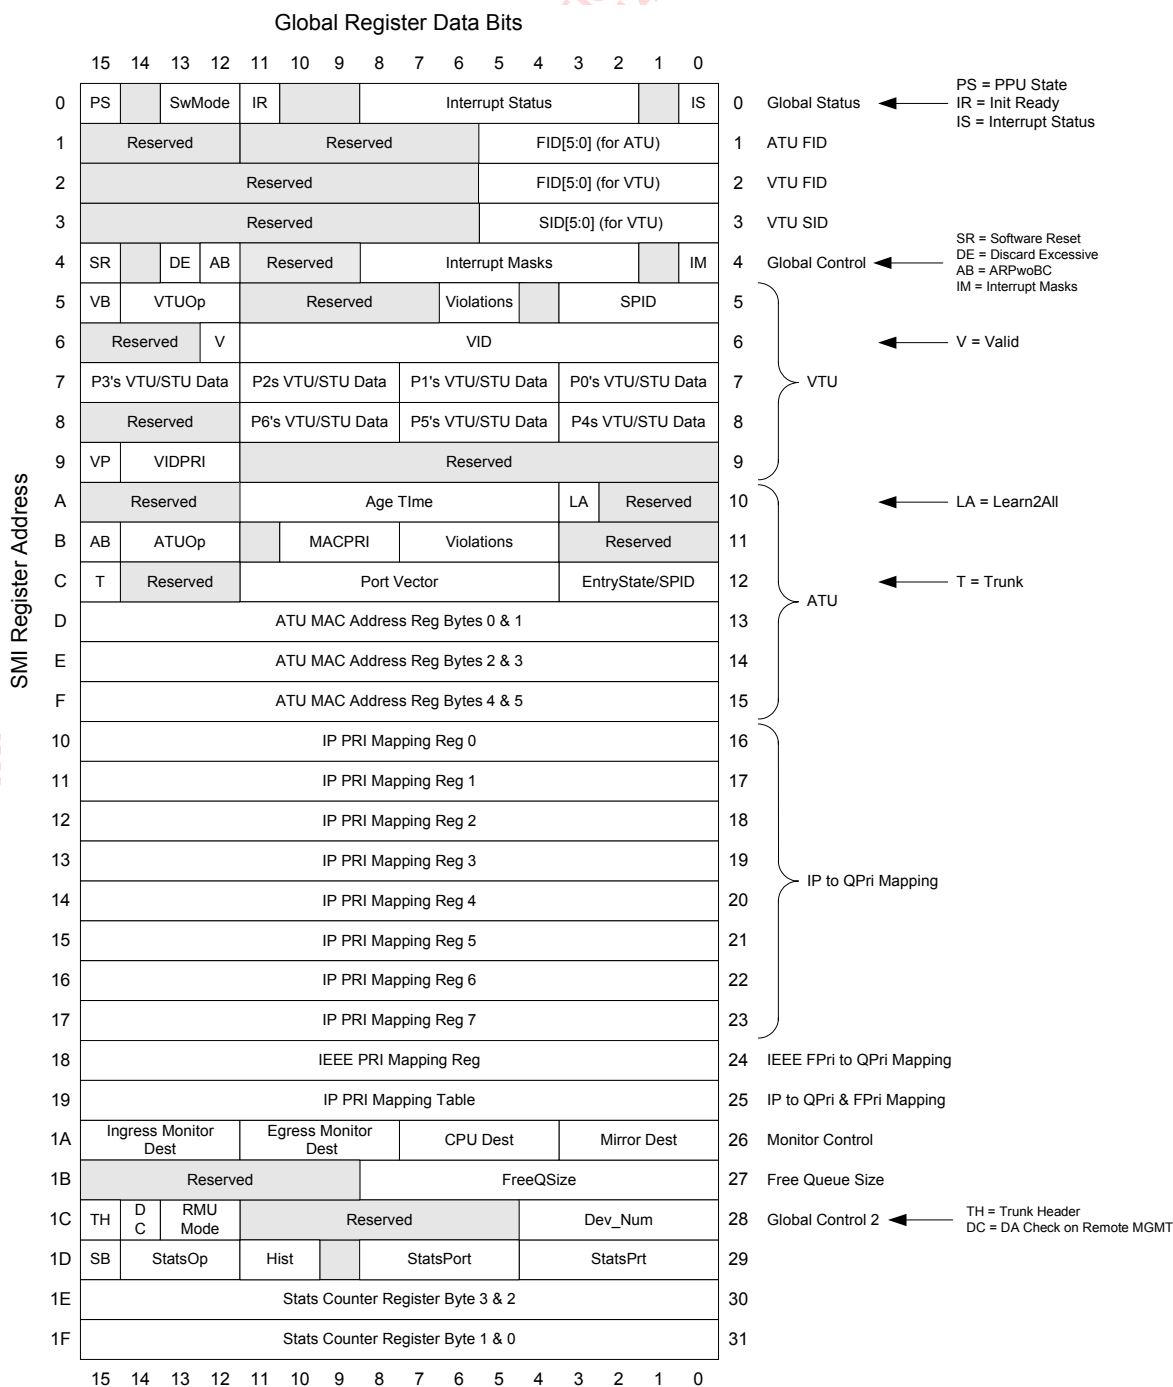 Global Register Data Bits
15 14 13 12 11 10 9 8 7 6 5 4 3 2 1 0
0 PS SwMode IR Interrupt Status IS 0 Global Status
PS = PPU State
IR = Init Ready
IS = Interrupt Status
1 Reserved Reserved FID[5:0] (for ATU) 1 ATU FID
2 Reserved FID[5:0] (for VTU) 2 VTU FID
3 Reserved SID[5:0] (for VTU) 3 VTU SID
4 SR DE AB Reserved Interrupt Masks IM 4 Global Control
SR = Software Reset
DE = Discard Excessive
AB = ARPwoBC
IM = Interrupt Masks
5 VB VTUOp Reserved Violations SPID 5
6 Reserved V VID 6 V = Valid
7 P3's VTU/STU Data P2s VTU/STU Data P1's VTU/STU Data P0's VTU/STU Data 7 VTU
8 Reserved P6's VTU/STU Data P5's VTU/STU Data P4s VTU/STU Data 8
9 VP VIDPRI Reserved 9
SMI Register Address
A Reserved Age TIme LA Reserved 10 LA = Learn2All
B AB ATUOp MACPRI Violations Reserved 11
C T Reserved Port Vector EntryState/SPID 12 T = Trunk
ATU
D ATU MAC Address Reg Bytes 0 & 1 13
E ATU MAC Address Reg Bytes 2 & 3 14
F ATU MAC Address Reg Bytes 4 & 5 15
10 IP PRI Mapping Reg 0 16
11 IP PRI Mapping Reg 1 17
12 IP PRI Mapping Reg 2 18
13 IP PRI Mapping Reg 3 19
IP to QPri Mapping
14 IP PRI Mapping Reg 4 20
15 IP PRI Mapping Reg 5 21
16 IP PRI Mapping Reg 6 22
17 IP PRI Mapping Reg 7 23
18 IEEE PRI Mapping Reg 24 IEEE FPri to QPri Mapping
19 IP PRI Mapping Table 25 IP to QPri & FPri Mapping
1A Ingress Monitor Dest Egress Monitor Dest CPU Dest Mirror Dest 26 Monitor Control
1B Reserved FreeQSize 27 Free Queue Size
1C TH DC RMU Mode Reserved Dev_Num 28 Global Control 2
TH = Trunk Header
DC = DA Check on Remote MGMT
1D SB StatsOp Hist StatsPort StatsPrt 29
1E Stats Counter Register Byte 3 & 2 30
1F Stats Counter Register Byte 1 & 0 31
15 14 13 12 11 10 9 8 7 6 5 4 3 2 1 0